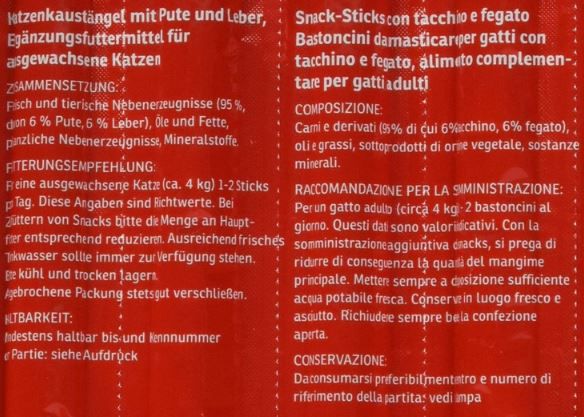 Katzenkaustängel mit Pute und Leber,
Ergänzungsfuttermittel für
ausgewachsene Katzen
ZUSAMMENSETZUNG:
Fleisch und tierische Nebenerzeugnisse (95 %,
davon 6 % Pute, 6 % Leber), Öle und Fette,
pflanzliche Nebenerzeugnisse, Mineralstoffe.
FÜTTERUNGSEMPFEHLUNG:
Für eine ausgewachsene Katze (ca. 4 kg) 1-2 Sticks
pro Tag. Diese Angaben sind Richtwerte. Bei
Zufüttern von Snacks bitte die Menge an Haupt-
futter entsprechend reduzieren. Ausreichend frisches
Trinkwasser sollte immer zur Verfügung stehen.
Bitte kühl und trocken lagern.
Angebrochene Packung stets gut verschließen.
HALTBARKEIT:
Mindestens haltbar bis und Kennnummer
der Partie: siehe Aufdruck
Snack-Sticks con tacchino e fegato
Bastoncini da masticare per gatti con
tacchino e fegato, alimento complemen-
tare per gatti adulti
COMPOSIZIONE:
Carni e derivati (95% di cui 6% tacchino, 6% fegato),
oli e grassi, sottoprodotti di origine vegetale, sostanze
minerali.
RACCOMANDAZIONE PER LA SOMMINISTRAZIONE:
Per un gatto adulto (circa 4 kg) 1-2 bastoncini al
giorno. Questi dati sono valori indicativi. Con la
somministrazione aggiuntiva di snacks, si prega di
ridurre di conseguenza la quantità del mangime
principale. Mettere sempre a disposizione sufficiente
acqua potabile fresca. Conservare in luogo fresco e
asciutto. Richiudere sempre bene la confezione
aperta.
CONSERVAZIONE:
Da consumarsi preferibilmente entro e numero di
riferimento della partita: vedi stampa